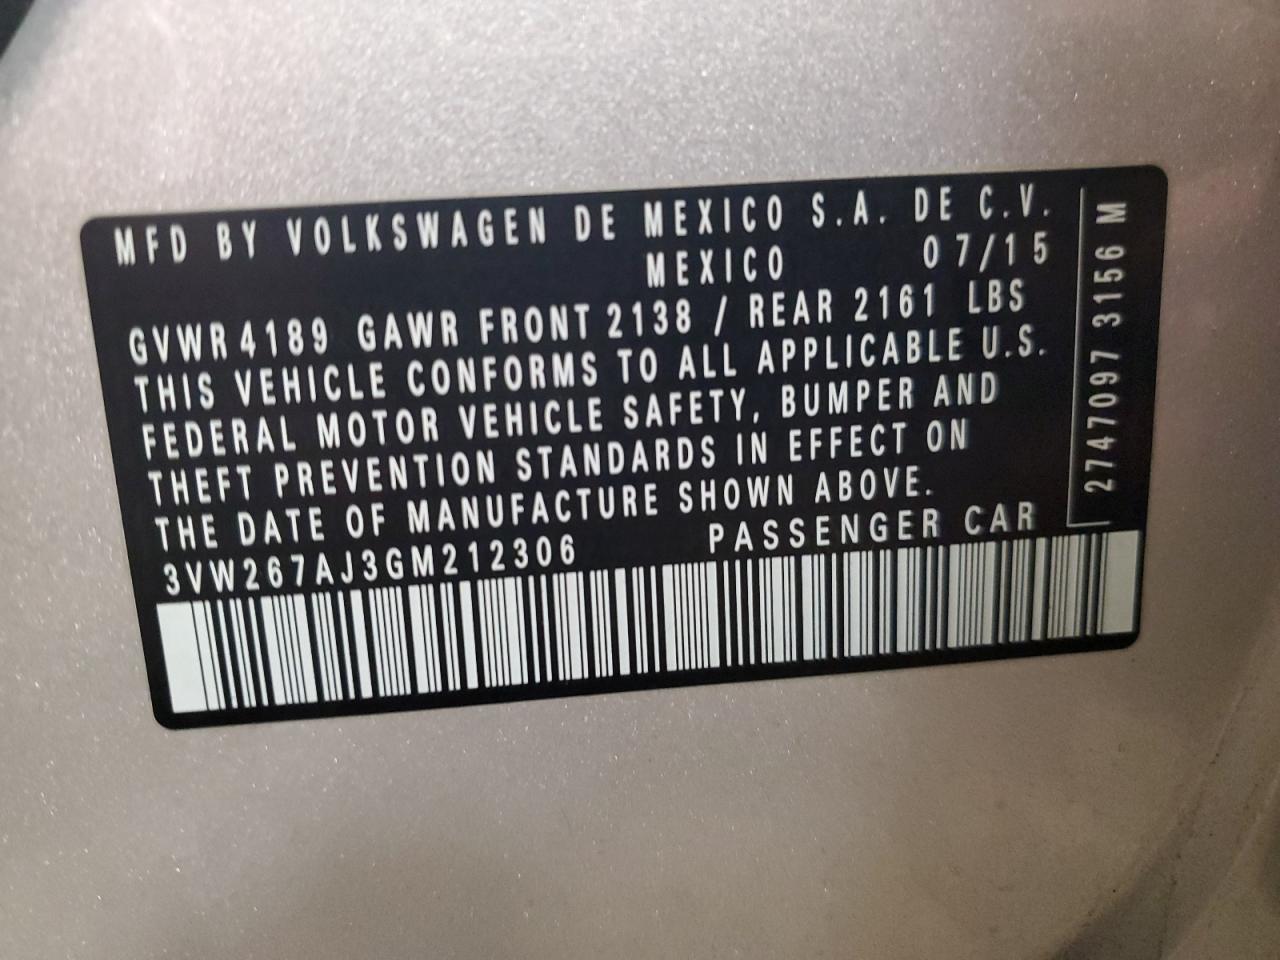 MFD BY VOLKSWAGEN DE MEXICO S.A. DE C.V.
MEXICO 07/15
GVWR 4189 GAWR FRONT 2138 / REAR 2161 LBS
THIS VEHICLE CONFORMS TO ALL APPLICABLE U.S.
FEDERAL MOTOR VEHICLE SAFETY, BUMPER AND
THEFT PREVENTION STANDARDS IN EFFECT ON
THE DATE OF MANUFACTURE SHOWN ABOVE.
3VW267AJ3GM212306 PASSENGER CAR
2747097 3156 M